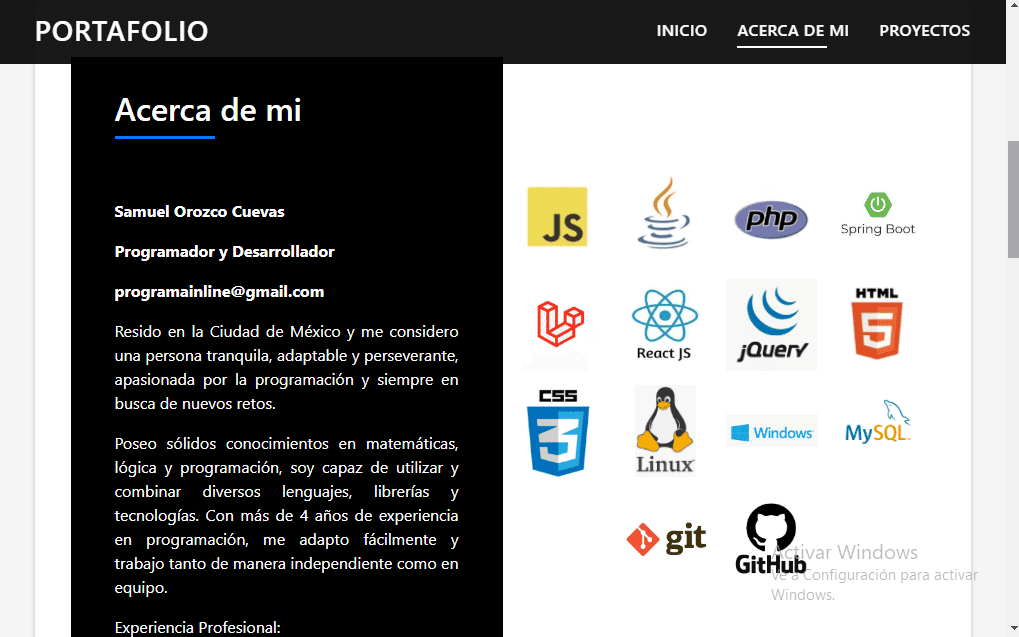 PORTAFOLIO
INICIO
ACERCA DE MI
PROYECTOS
Acerca de mi
Samuel Orozco Cuevas
Programador y Desarrollador
programainline@gmail.com
Resido en la Ciudad de México y me considero
una persona tranquila, adaptable y perseverante,
apasionada por la programación y siempre en
busca de nuevos retos.
Poseo sólidos conocimientos en matemáticas,
lógica y programación, soy capaz de utilizar y
combinar diversos lenguajes, librerías y
tecnologías. Con más de 4 años de experiencia
en programación, me adapto fácilmente y
trabajo tanto de manera independiente como en
equipo.
Experiencia Profesional:
JS
php
Spring Boot
React JS
jQuery
HTML
5
CSS
3
Linux
Windows
MySQL
git
GitHub
Activar Windows
Ve a Configuración para activar
Windows.